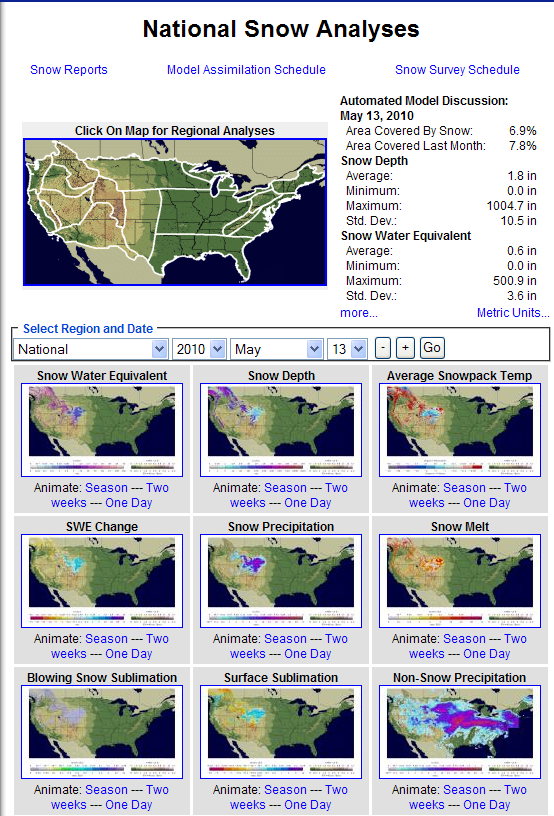 National Snow Analyses
Snow Reports Model Assimilation Schedule Snow Survey Schedule
Click On Map for Regional Analyses
Automated Model Discussion:
May 13, 2010
Area Covered By Snow: 6.9%
Area Covered Last Month: 7.8%
Snow Depth
Average: 1.8 in
Minimum: 0.0 in
Maximum: 1004.7 in
Std. Dev.: 10.5 in
Snow Water Equivalent
Average: 0.6 in
Minimum: 0.0 in
Maximum: 500.9 in
Std. Dev.: 3.6 in
more... Metric Units...
Select Region and Date
National 2010 May 13 - + Go
Snow Water Equivalent
Animate: Season --- Two
weeks --- One Day
Snow Depth
Animate: Season --- Two
weeks --- One Day
Average Snowpack Temp
Animate: Season --- Two
weeks --- One Day
SWE Change
Animate: Season --- Two
weeks --- One Day
Snow Precipitation
Animate: Season --- Two
weeks --- One Day
Snow Melt
Animate: Season --- Two
weeks --- One Day
Blowing Snow Sublimation
Animate: Season --- Two
weeks --- One Day
Surface Sublimation
Animate: Season --- Two
weeks --- One Day
Non-Snow Precipitation
Animate: Season --- Two
weeks --- One Day